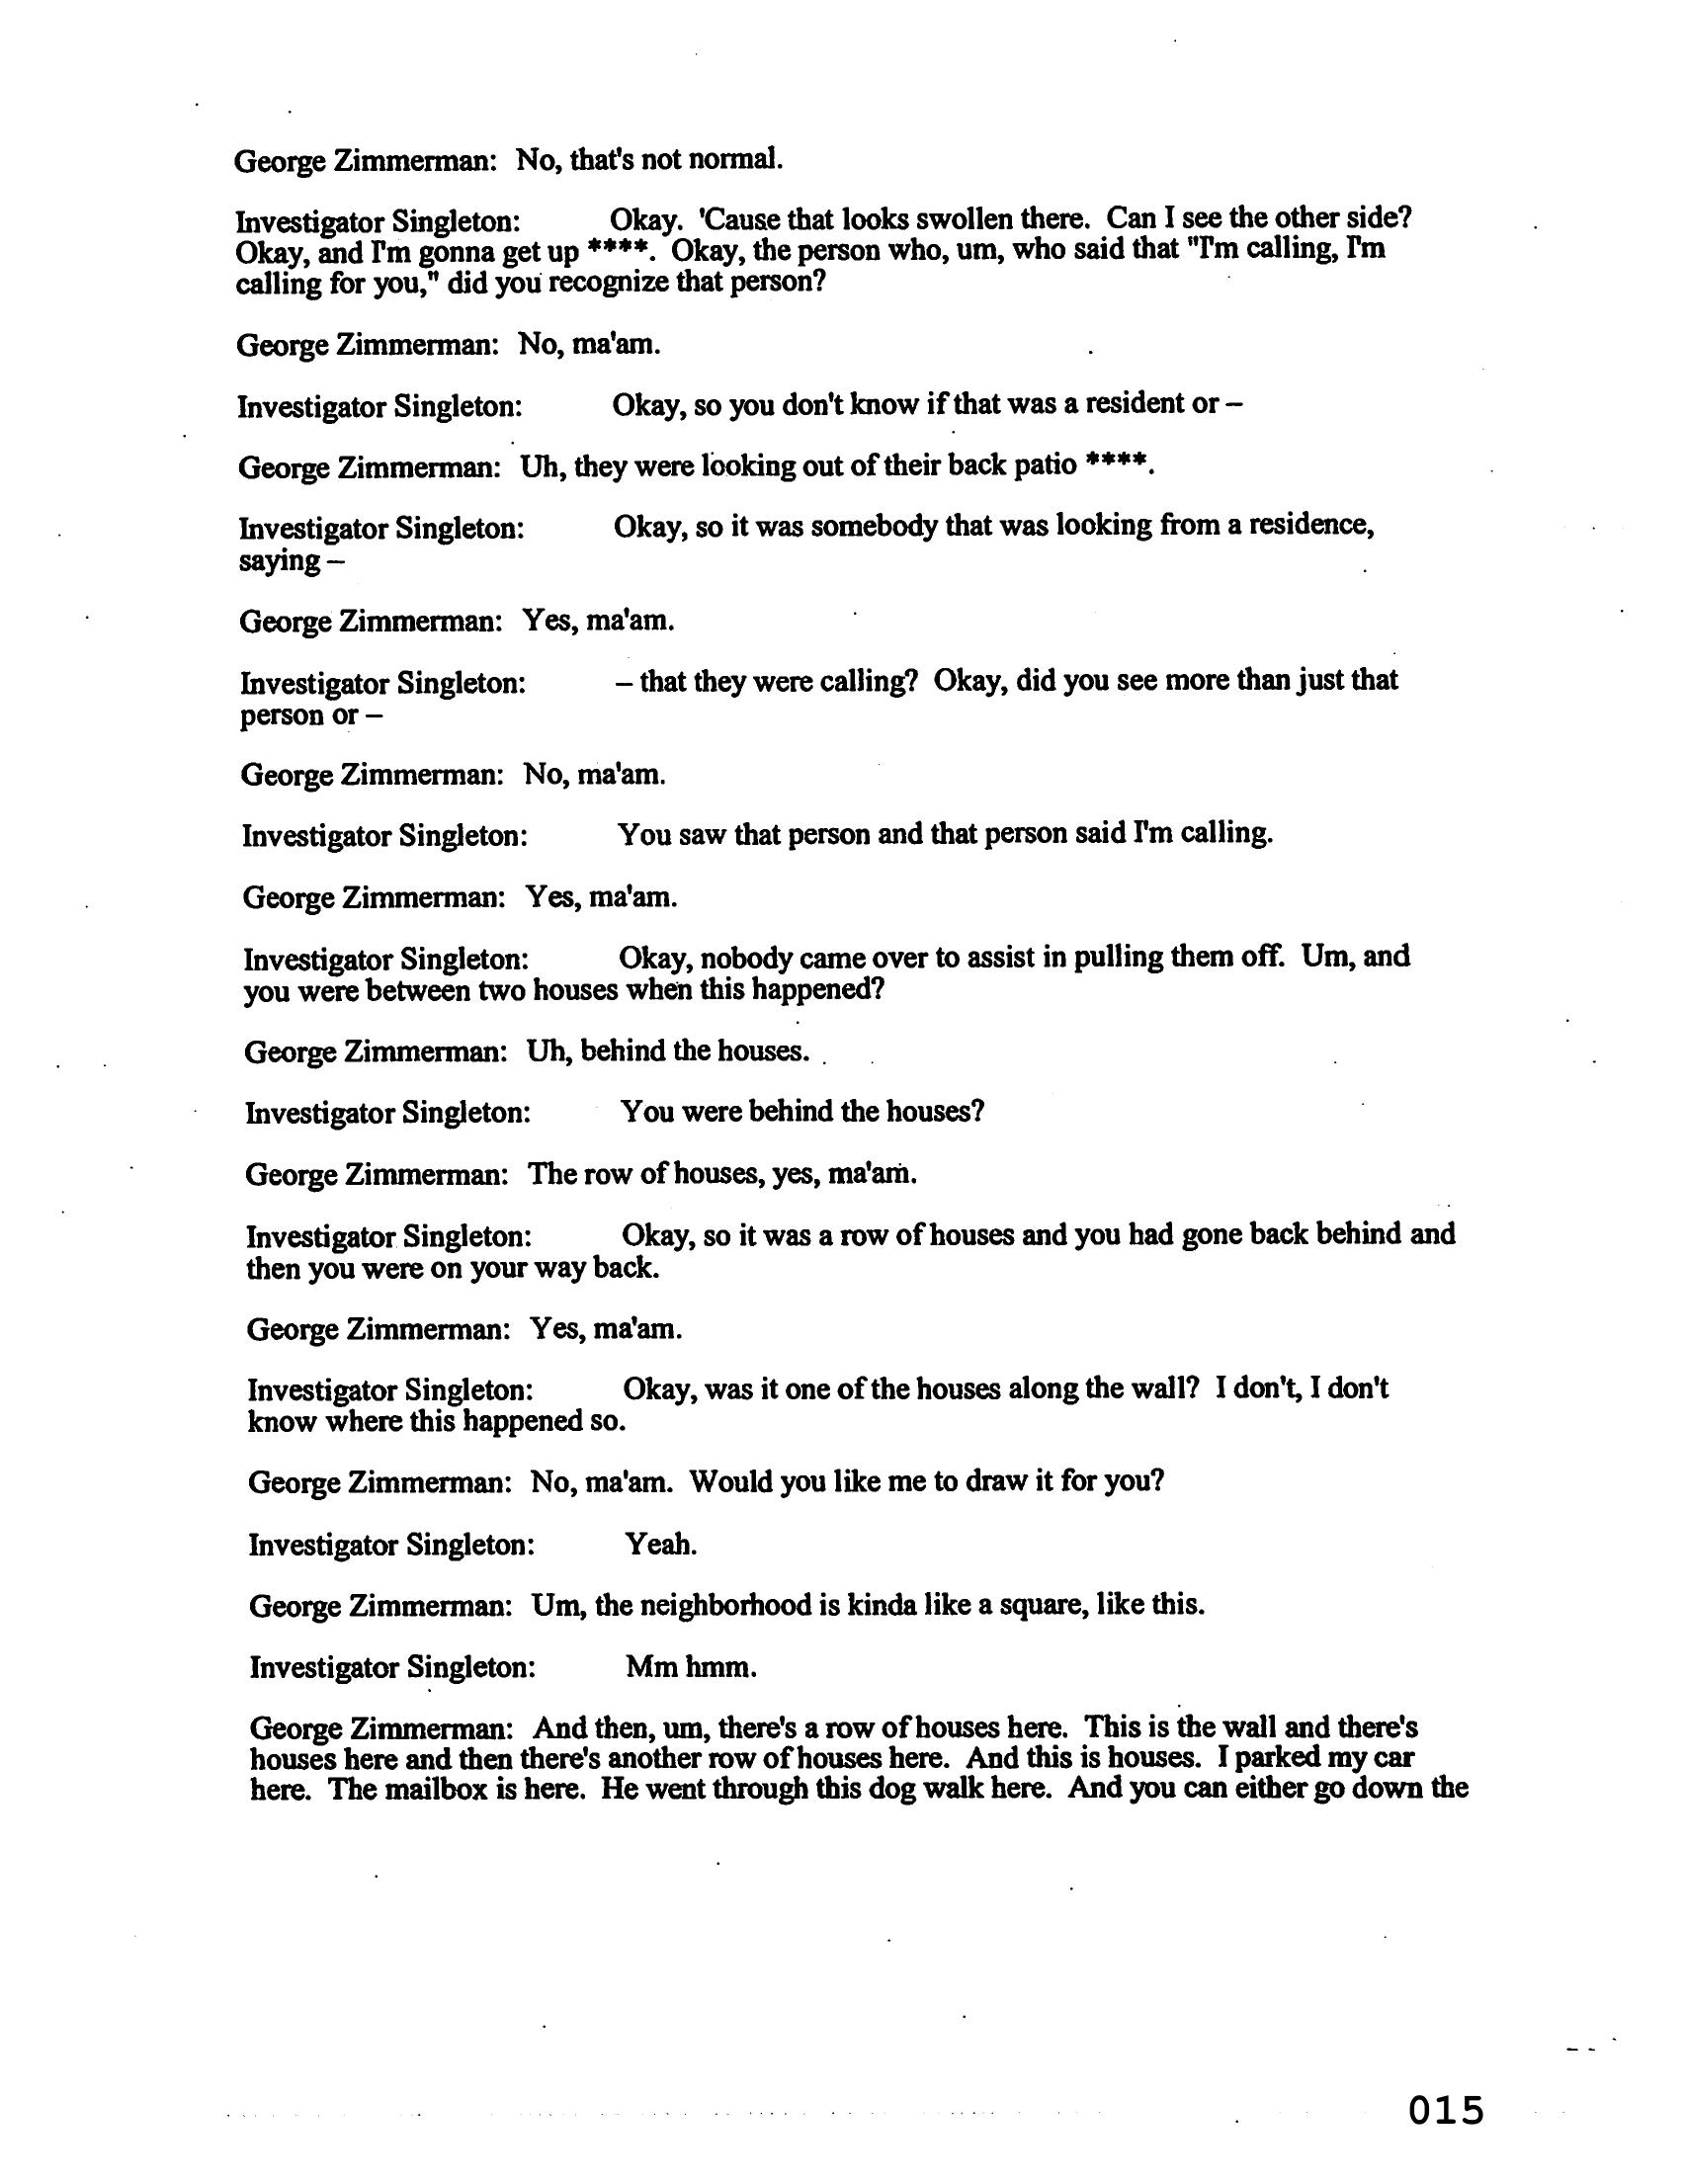 George Zimmerman: No, that's not normal.
Investigator Singleton: Okay. 'Cause that looks swollen there. Can I see the other side?
Okay, and I'm gonna get up ****. Okay, the person who, um, who said that "I'm calling, I'm
calling for you," did you recognize that person?
George Zimmerman: No, ma'am.
Investigator Singleton: Okay, so you don't know if that was a resident or –
George Zimmerman: Uh, they were looking out of their back patio ****.
Investigator Singleton: Okay, so it was somebody that was looking from a residence,
saying –
George Zimmerman: Yes, ma'am.
Investigator Singleton: – that they were calling? Okay, did you see more than just that
person or –
George Zimmerman: No, ma'am.
Investigator Singleton: You saw that person and that person said I'm calling.
George Zimmerman: Yes, ma'am.
Investigator Singleton: Okay, nobody came over to assist in pulling them off. Um, and
you were between two houses when this happened?
George Zimmerman: Uh, behind the houses.
Investigator Singleton: You were behind the houses?
George Zimmerman: The row of houses, yes, ma'am.
Investigator Singleton: Okay, so it was a row of houses and you had gone back behind and
then you were on your way back.
George Zimmerman: Yes, ma'am.
Investigator Singleton: Okay, was it one of the houses along the wall? I don't, I don't
know where this happened so.
George Zimmerman: No, ma'am. Would you like me to draw it for you?
Investigator Singleton: Yeah.
George Zimmerman: Um, the neighborhood is kinda like a square, like this.
Investigator Singleton: Mm hmm.
George Zimmerman: And then, um, there's a row of houses here. This is the wall and there's
houses here and then there's another row of houses here. And this is houses. I parked my car
here. The mailbox is here. He went through this dog walk here. And you can either go down the
015